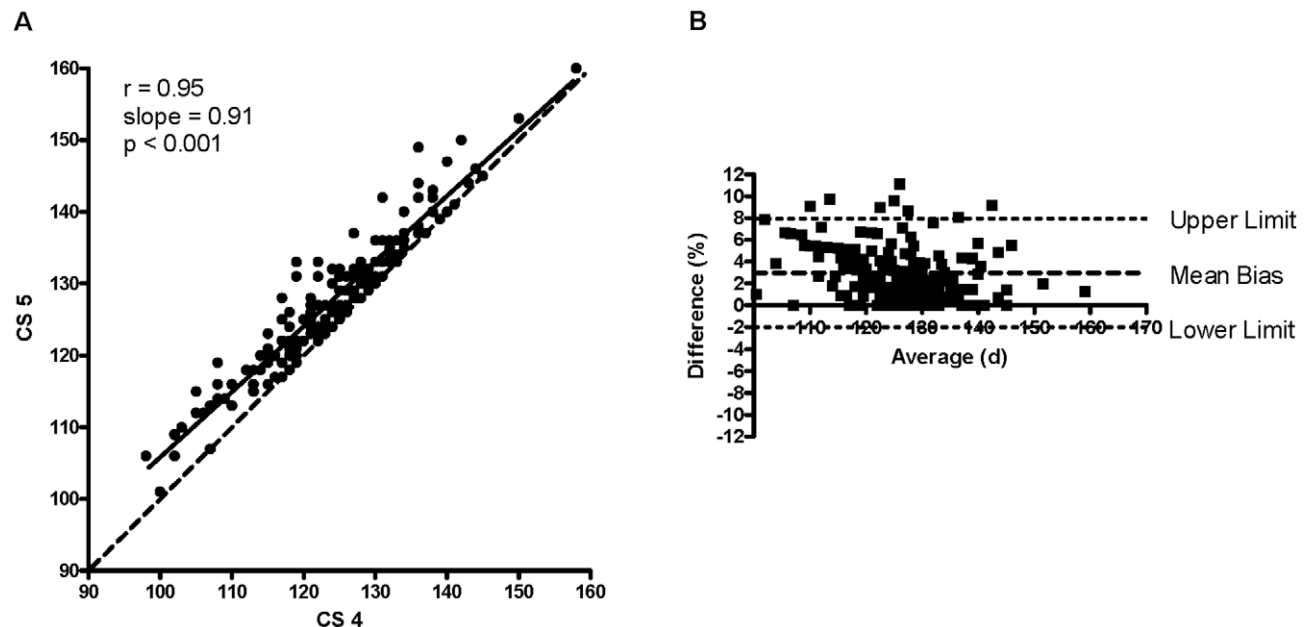 A
r = 0.95
slope = 0.91
p < 0.001
160
150
140
130
120
110
100
90
CS 5
90 100 110 120 130 140 150 160
CS 4
B
12
10
8
6
4
2
0
-2
-4
-6
-8
-10
-12
Difference (%)
110 120 130 140 150 160 170
Average (d)
Upper Limit
Mean Bias
Lower Limit